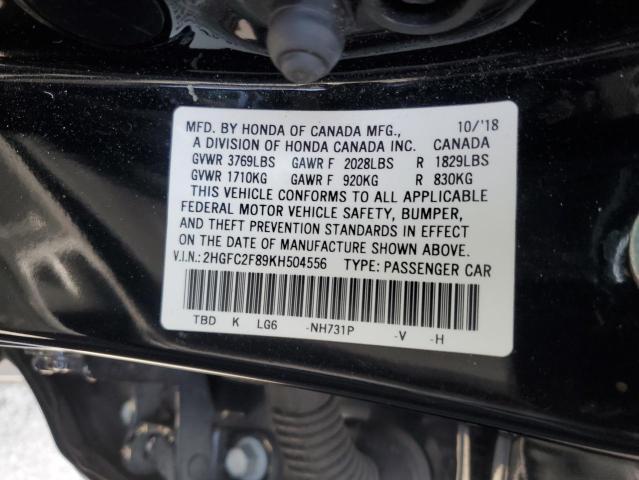 MFD. BY HONDA OF CANADA MFG., 10/'18
A DIVISION OF HONDA CANADA INC. CANADA
GVWR 3769LBS GAWR F 2028LBS R 1829LBS
GVWR 1710KG GAWR F 920KG R 830KG
THIS VEHICLE CONFORMS TO ALL APPLICABLE
FEDERAL MOTOR VEHICLE SAFETY, BUMPER,
AND THEFT PREVENTION STANDARDS IN EFFECT
ON THE DATE OF MANUFACTURE SHOWN ABOVE.
V.I.N.: 2HGFC2F89KH504556 TYPE: PASSENGER CAR
TBD K LG6 -NH731P -V -H